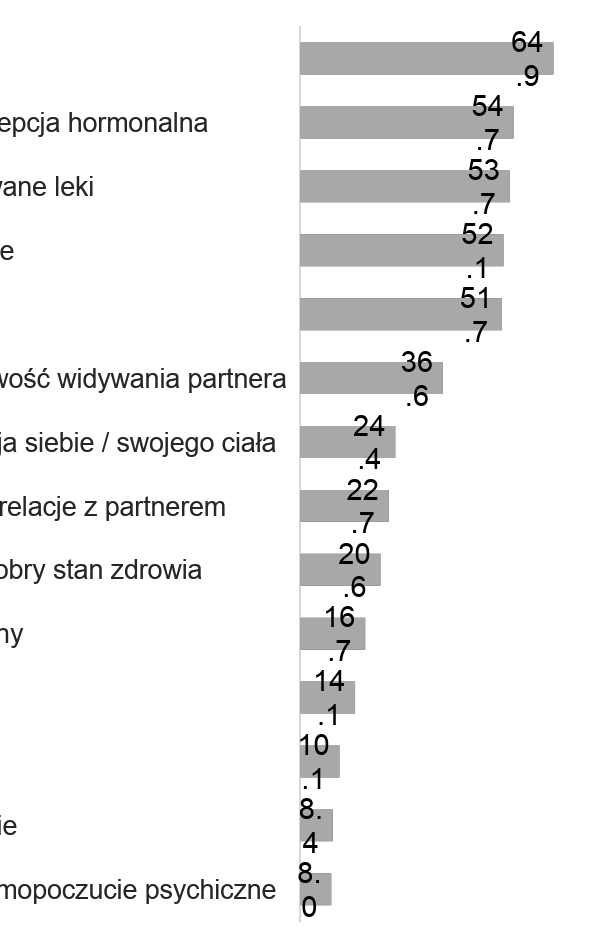 64
.9
epcja hormonalna
54
.7
wane leki
53
.7
e
52
.1
51
.7
wość widywania partnera
36
.6
ja siebie / swojego ciała
24
.4
relacje z partnerem
22
.7
obry stan zdrowia
20
.6
ny
16
.7
14
.1
10
.1
ie
8.
4
mopoczucie psychiczne
8.
0